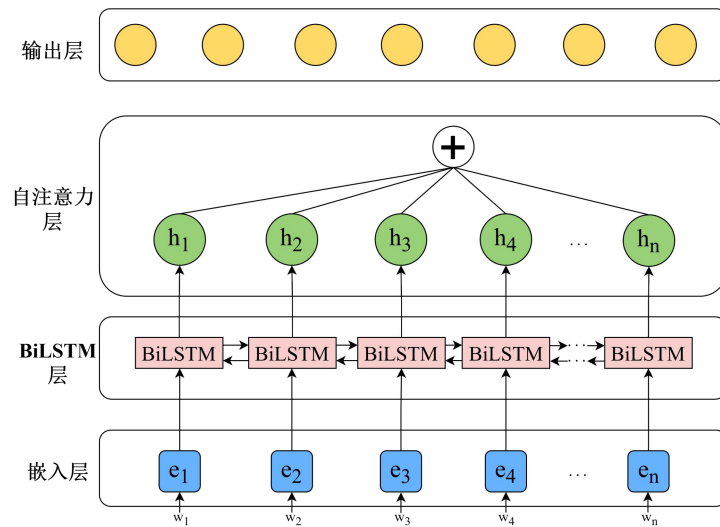 输出层
+
自注意力
层
h1 h2 h3 h4 ... hn
BiLSTM
层
BiLSTM BiLSTM BiLSTM BiLSTM ... ... BiLSTM
嵌入层
e1 e2 e3 e4 ... en
w1 w2 w3 w4 wn